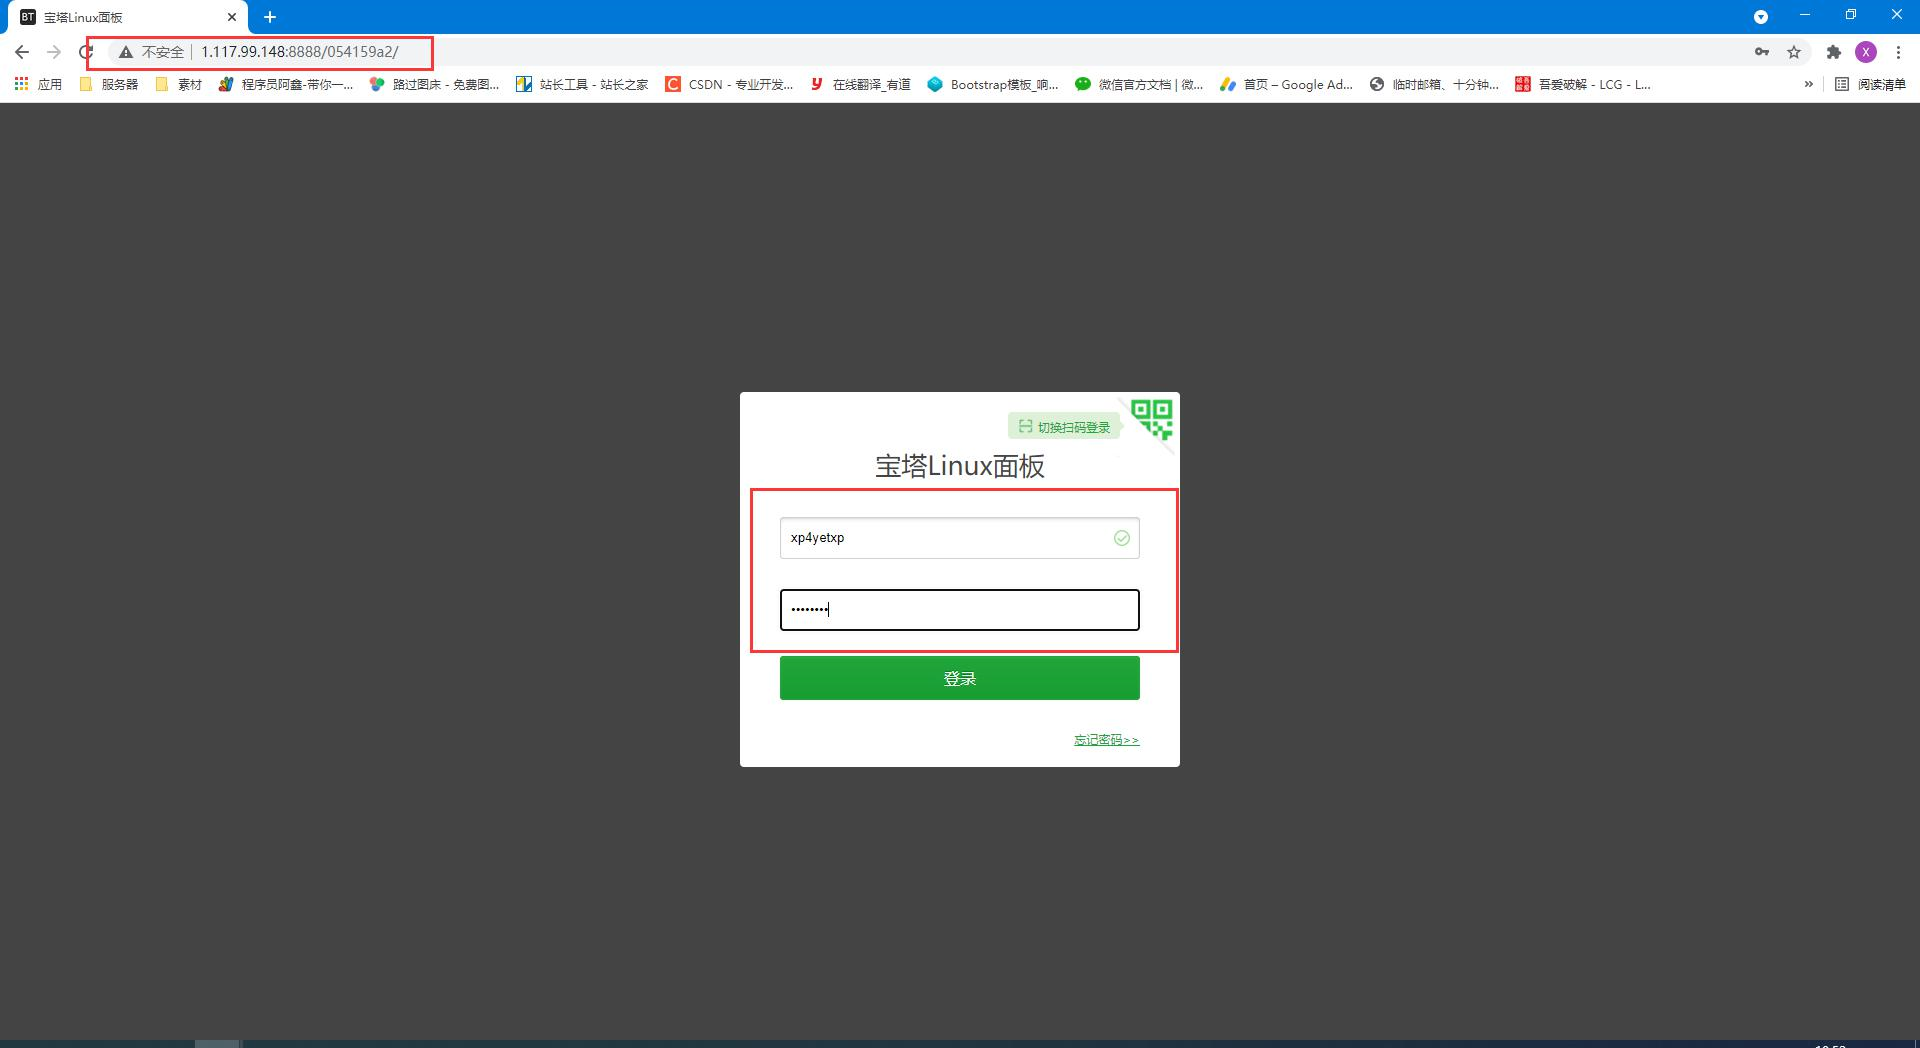 BT 宝塔Linux面板
不安全 1.117.99.148:8888/054159a2/
X
应用 服务器 素材 程序员阿鑫-带你一... 路过图床 - 免费图... 站长工具 - 站长之家 C CSDN - 专业开发... y 在线翻译_有道 Bootstrap模板_响... 微信官方文档 | 微... 首页 – Google Ad... 临时邮箱、十分钟... 吾爱破解 - LCG - L... » 阅读清单
切换扫码登录
宝塔Linux面板
xp4yetxp
••••••••
登录
忘记密码>>